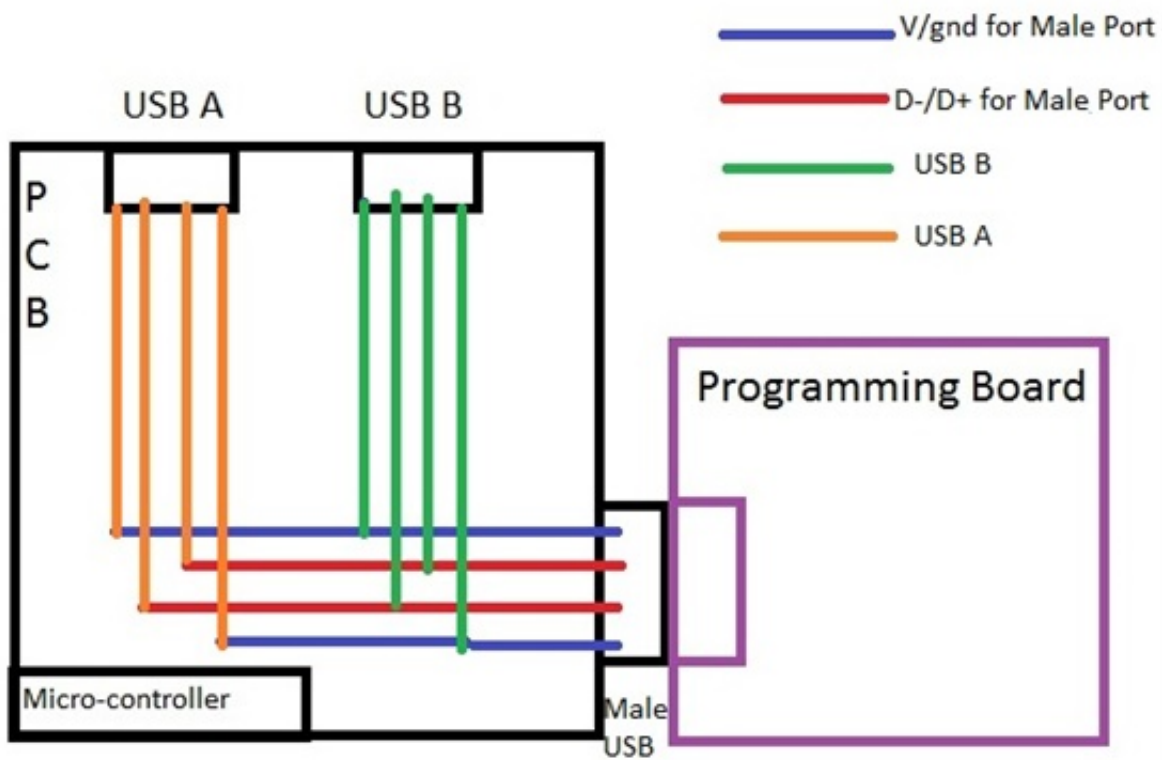 V/gnd for Male Port
D-/D+ for Male Port
USB B
USB A
USB A
USB B
P
C
B
Programming Board
Micro-controller
Male
USB